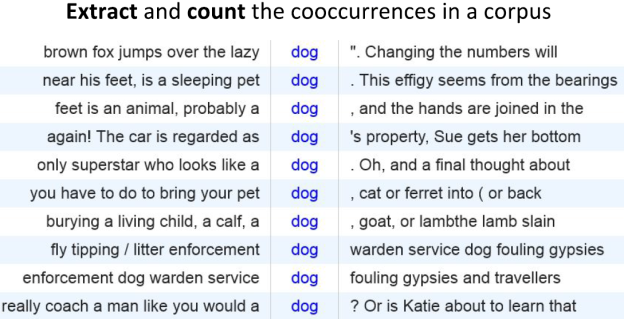 Extract and count the cooccurrences in a corpus
brown fox jumps over the lazy dog ". Changing the numbers will
near his feet, is a sleeping pet dog . This effigy seems from the bearings
feet is an animal, probably a dog , and the hands are joined in the
again! The car is regarded as dog 's property, Sue gets her bottom
only superstar who looks like a dog . Oh, and a final thought about
you have to do to bring your pet dog , cat or ferret into ( or back
burying a living child, a calf, a dog , goat, or lambthe lamb slain
fly tipping / litter enforcement dog warden service dog fouling gypsies
enforcement dog warden service dog fouling gypsies and travellers
really coach a man like you would a dog ? Or is Katie about to learn that